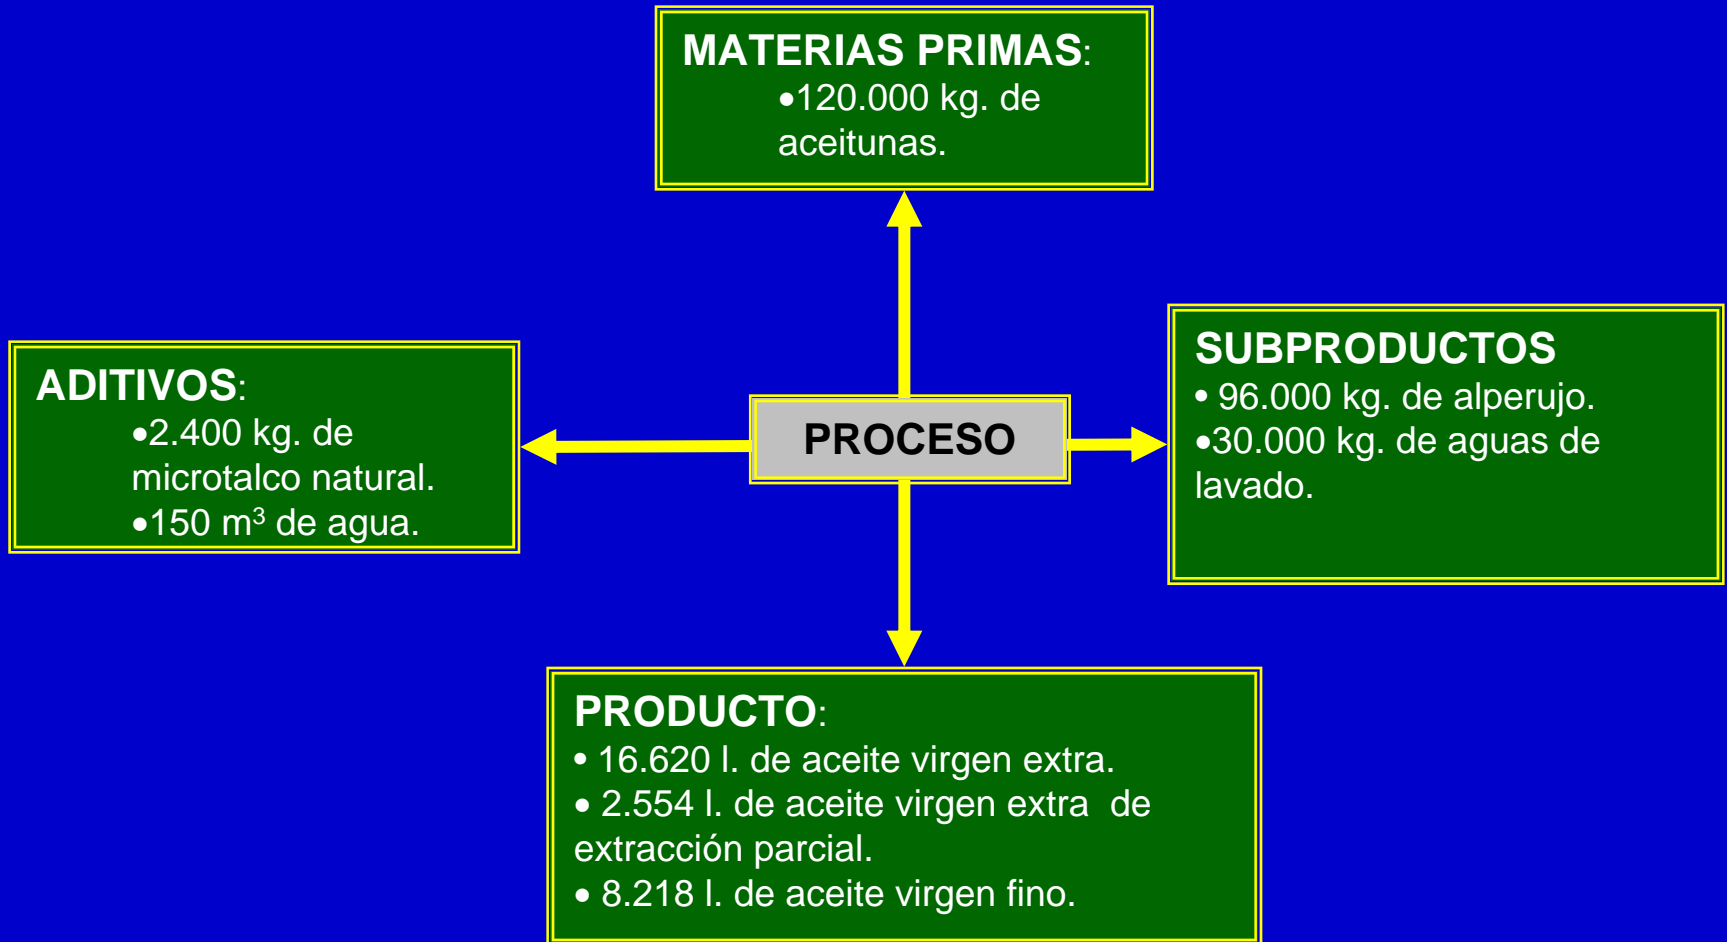 MATERIAS PRIMAS:
•120.000 kg. de
aceitunas.
ADITIVOS:
•2.400 kg. de
microtalco natural.
•150 m³ de agua.
PROCESO
SUBPRODUCTOS
• 96.000 kg. de alperujo.
•30.000 kg. de aguas de
lavado.
PRODUCTO:
• 16.620 l. de aceite virgen extra.
• 2.554 l. de aceite virgen extra  de
extracción parcial.
• 8.218 l. de aceite virgen fino.